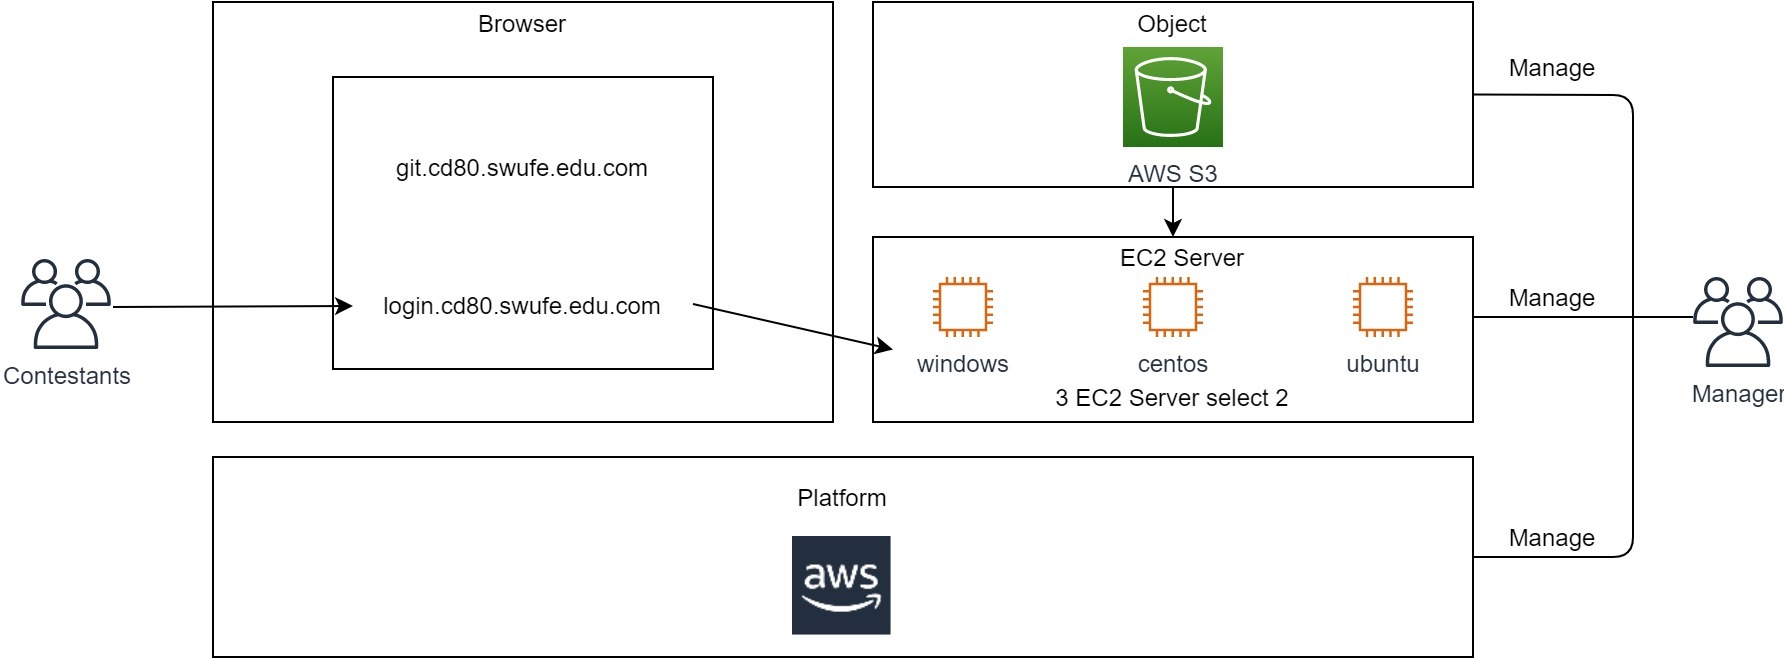 Browser
git.cd80.swufe.edu.com
login.cd80.swufe.edu.com
Contestants
Object
AWS S3
EC2 Server
windows
centos
ubuntu
3 EC2 Server select 2
Platform
aws
Manage
Manage
Manage
Manager